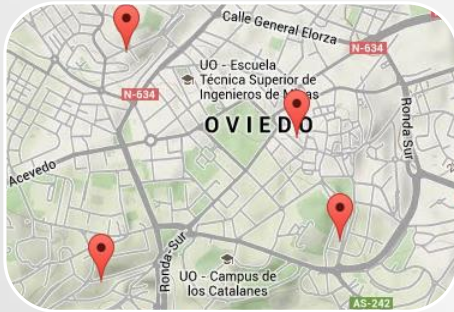 Calle General Elorza
N-634
UO - Escuela
Técnica Superior de
Ingenieros de Minas
N-634
OVIEDO
Ronda Sur
Acevedo
Ronda-Sur
UO - Campus de
los Catalanes
AS-242